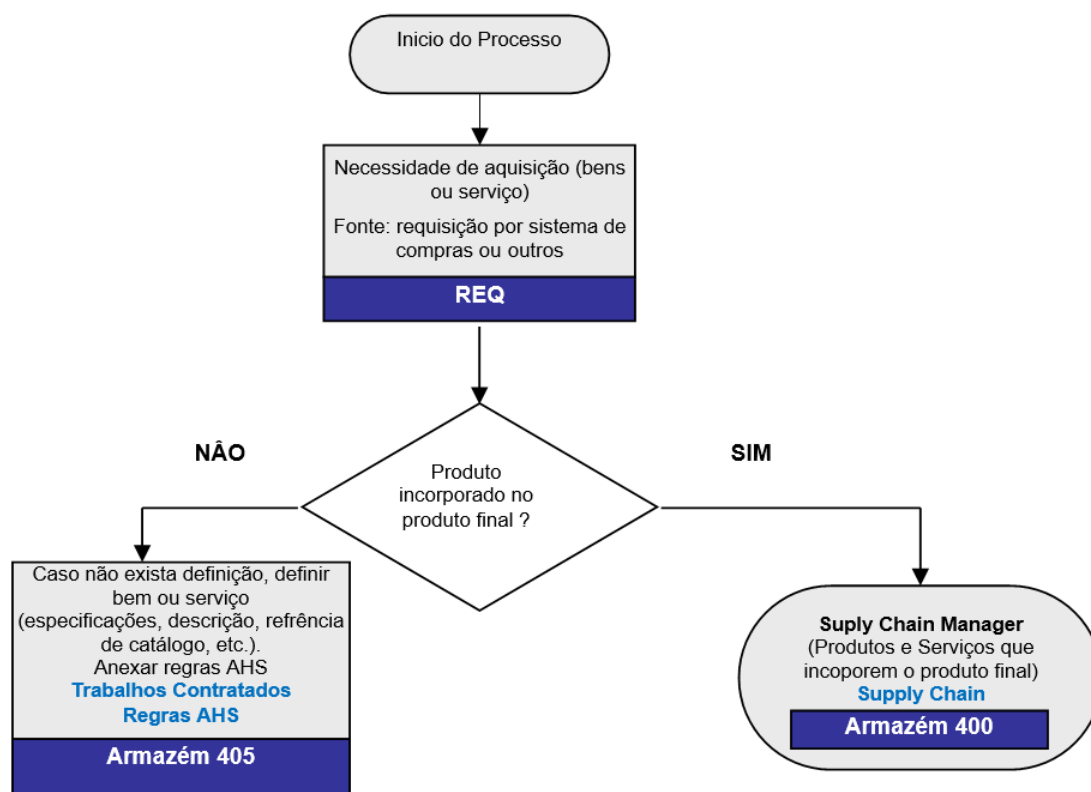 Inicio do Processo
Necessidade de aquisição (bens
ou serviço)
Fonte: requisição por sistema de
compras ou outros
REQ
NÂO
SIM
Produto
incorporado no
produto final ?
Caso não exista definição, definir
bem ou serviço
(especificações, descrição, refrência
de catálogo, etc.).
Anexar regras AHS
Trabalhos Contratados
Regras AHS
Armazém 405
Suply Chain Manager
(Produtos e Serviços que
incoporem o produto final)
Supply Chain
Armazém 400